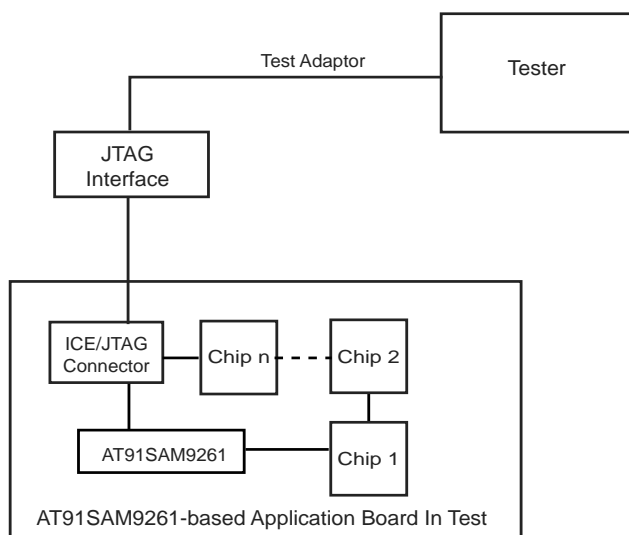 Test Adaptor
Tester
JTAG
Interface
ICE/JTAG
Connector
Chip n
Chip 2
AT91SAM9261
Chip 1
AT91SAM9261-based Application Board In Test